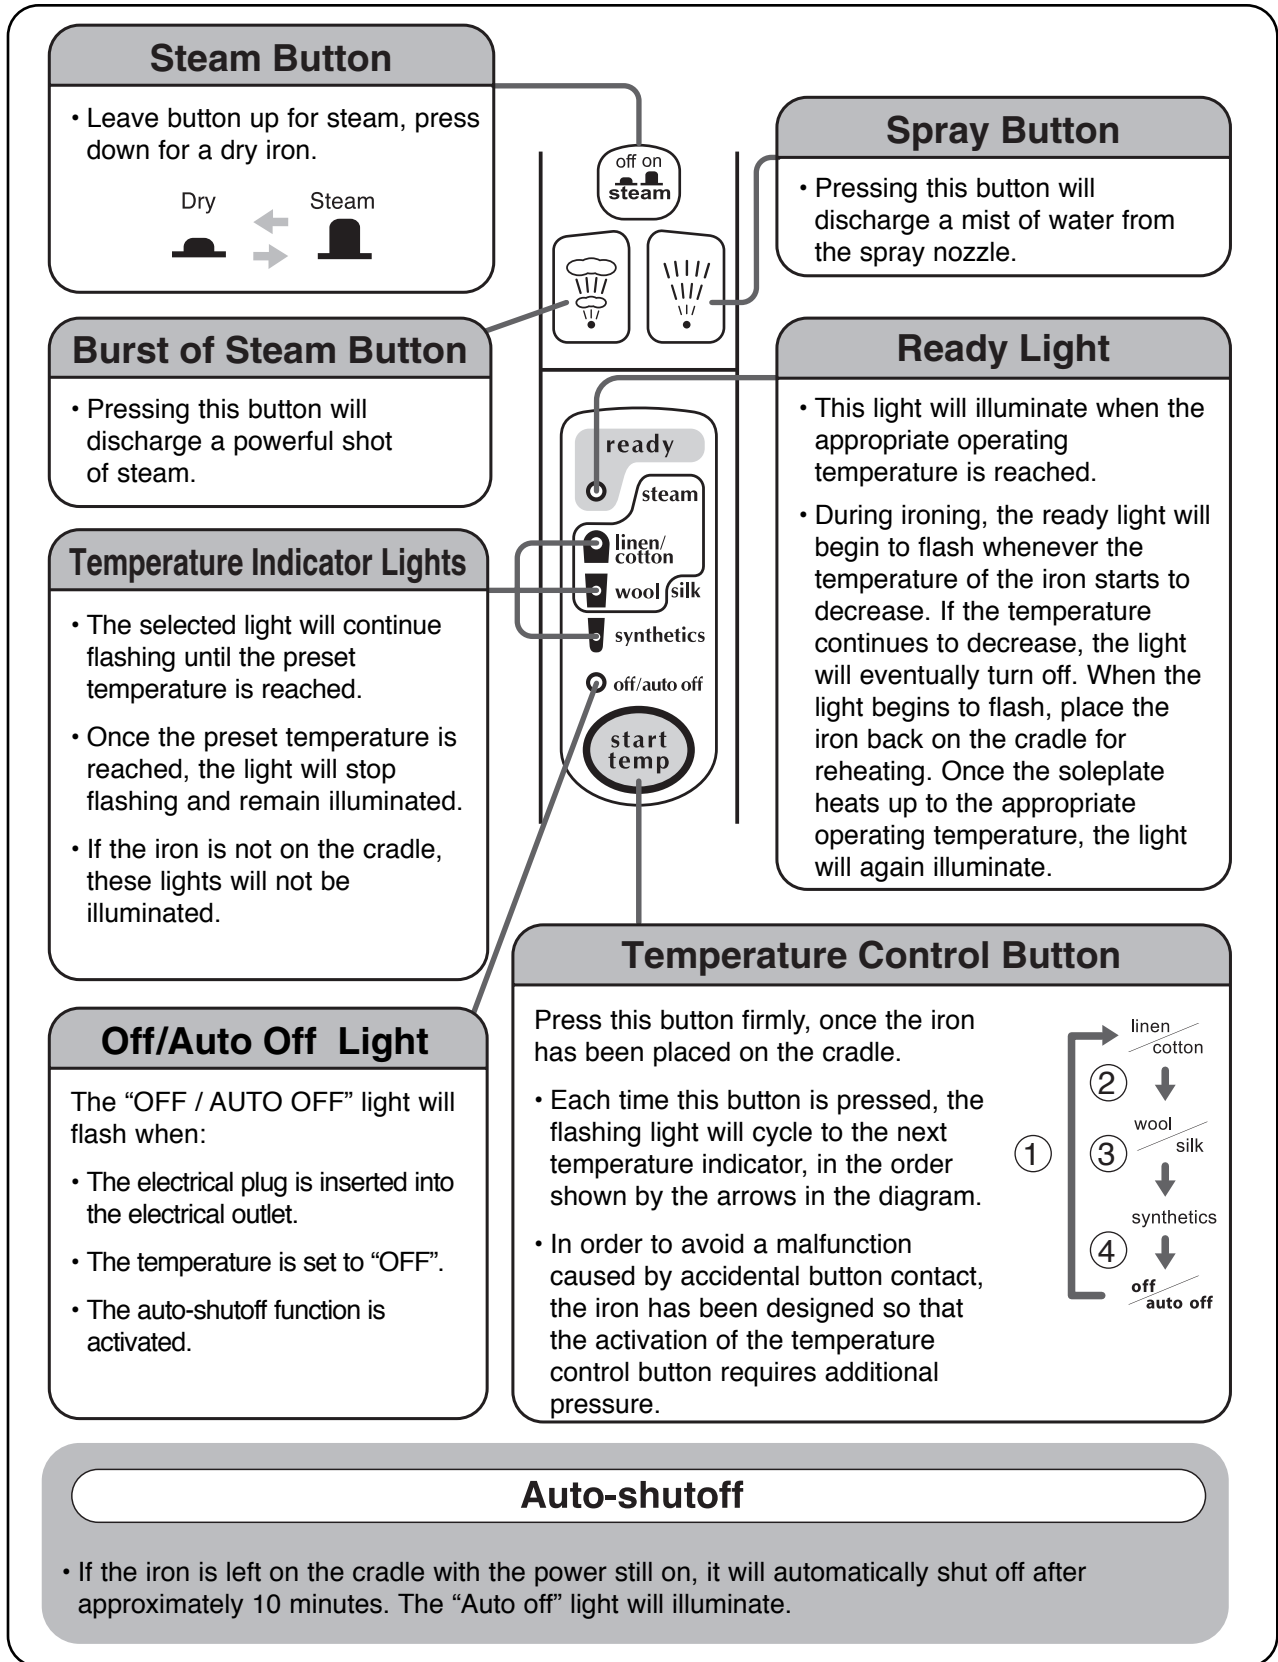 Steam Button
• Leave button up for steam, press
down for a dry iron.
Dry
Steam
Burst of Steam Button
• Pressing this button will
discharge a powerful shot
of steam.
Temperature Indicator Lights
• The selected light will continue
flashing until the preset
temperature is reached.
• Once the preset temperature is
reached, the light will stop
flashing and remain illuminated.
• If the iron is not on the cradle,
these lights will not be
illuminated.
Off/Auto Off Light
The “OFF / AUTO OFF” light will
flash when:
• The electrical plug is inserted into
the electrical outlet.
• The temperature is set to “OFF”.
• The auto-shutoff function is
activated.
off on
steam
ready
steam
linen/
cotton
wool silk
synthetics
off/auto off
start
temp
Spray Button
• Pressing this button will
discharge a mist of water from
the spray nozzle.
Ready Light
• This light will illuminate when the
appropriate operating
temperature is reached.
• During ironing, the ready light will
begin to flash whenever the
temperature of the iron starts to
decrease. If the temperature
continues to decrease, the light
will eventually turn off. When the
light begins to flash, place the
iron back on the cradle for
reheating. Once the soleplate
heats up to the appropriate
operating temperature, the light
will again illuminate.
Temperature Control Button
Press this button firmly, once the iron
has been placed on the cradle.
• Each time this button is pressed, the
flashing light will cycle to the next
temperature indicator, in the order
shown by the arrows in the diagram.
• In order to avoid a malfunction
caused by accidental button contact,
the iron has been designed so that
the activation of the temperature
control button requires additional
pressure.
①
linen
cotton
②
wool
silk
③
synthetics
④
off
auto off
Auto-shutoff
• If the iron is left on the cradle with the power still on, it will automatically shut off after
approximately 10 minutes. The “Auto off” light will illuminate.